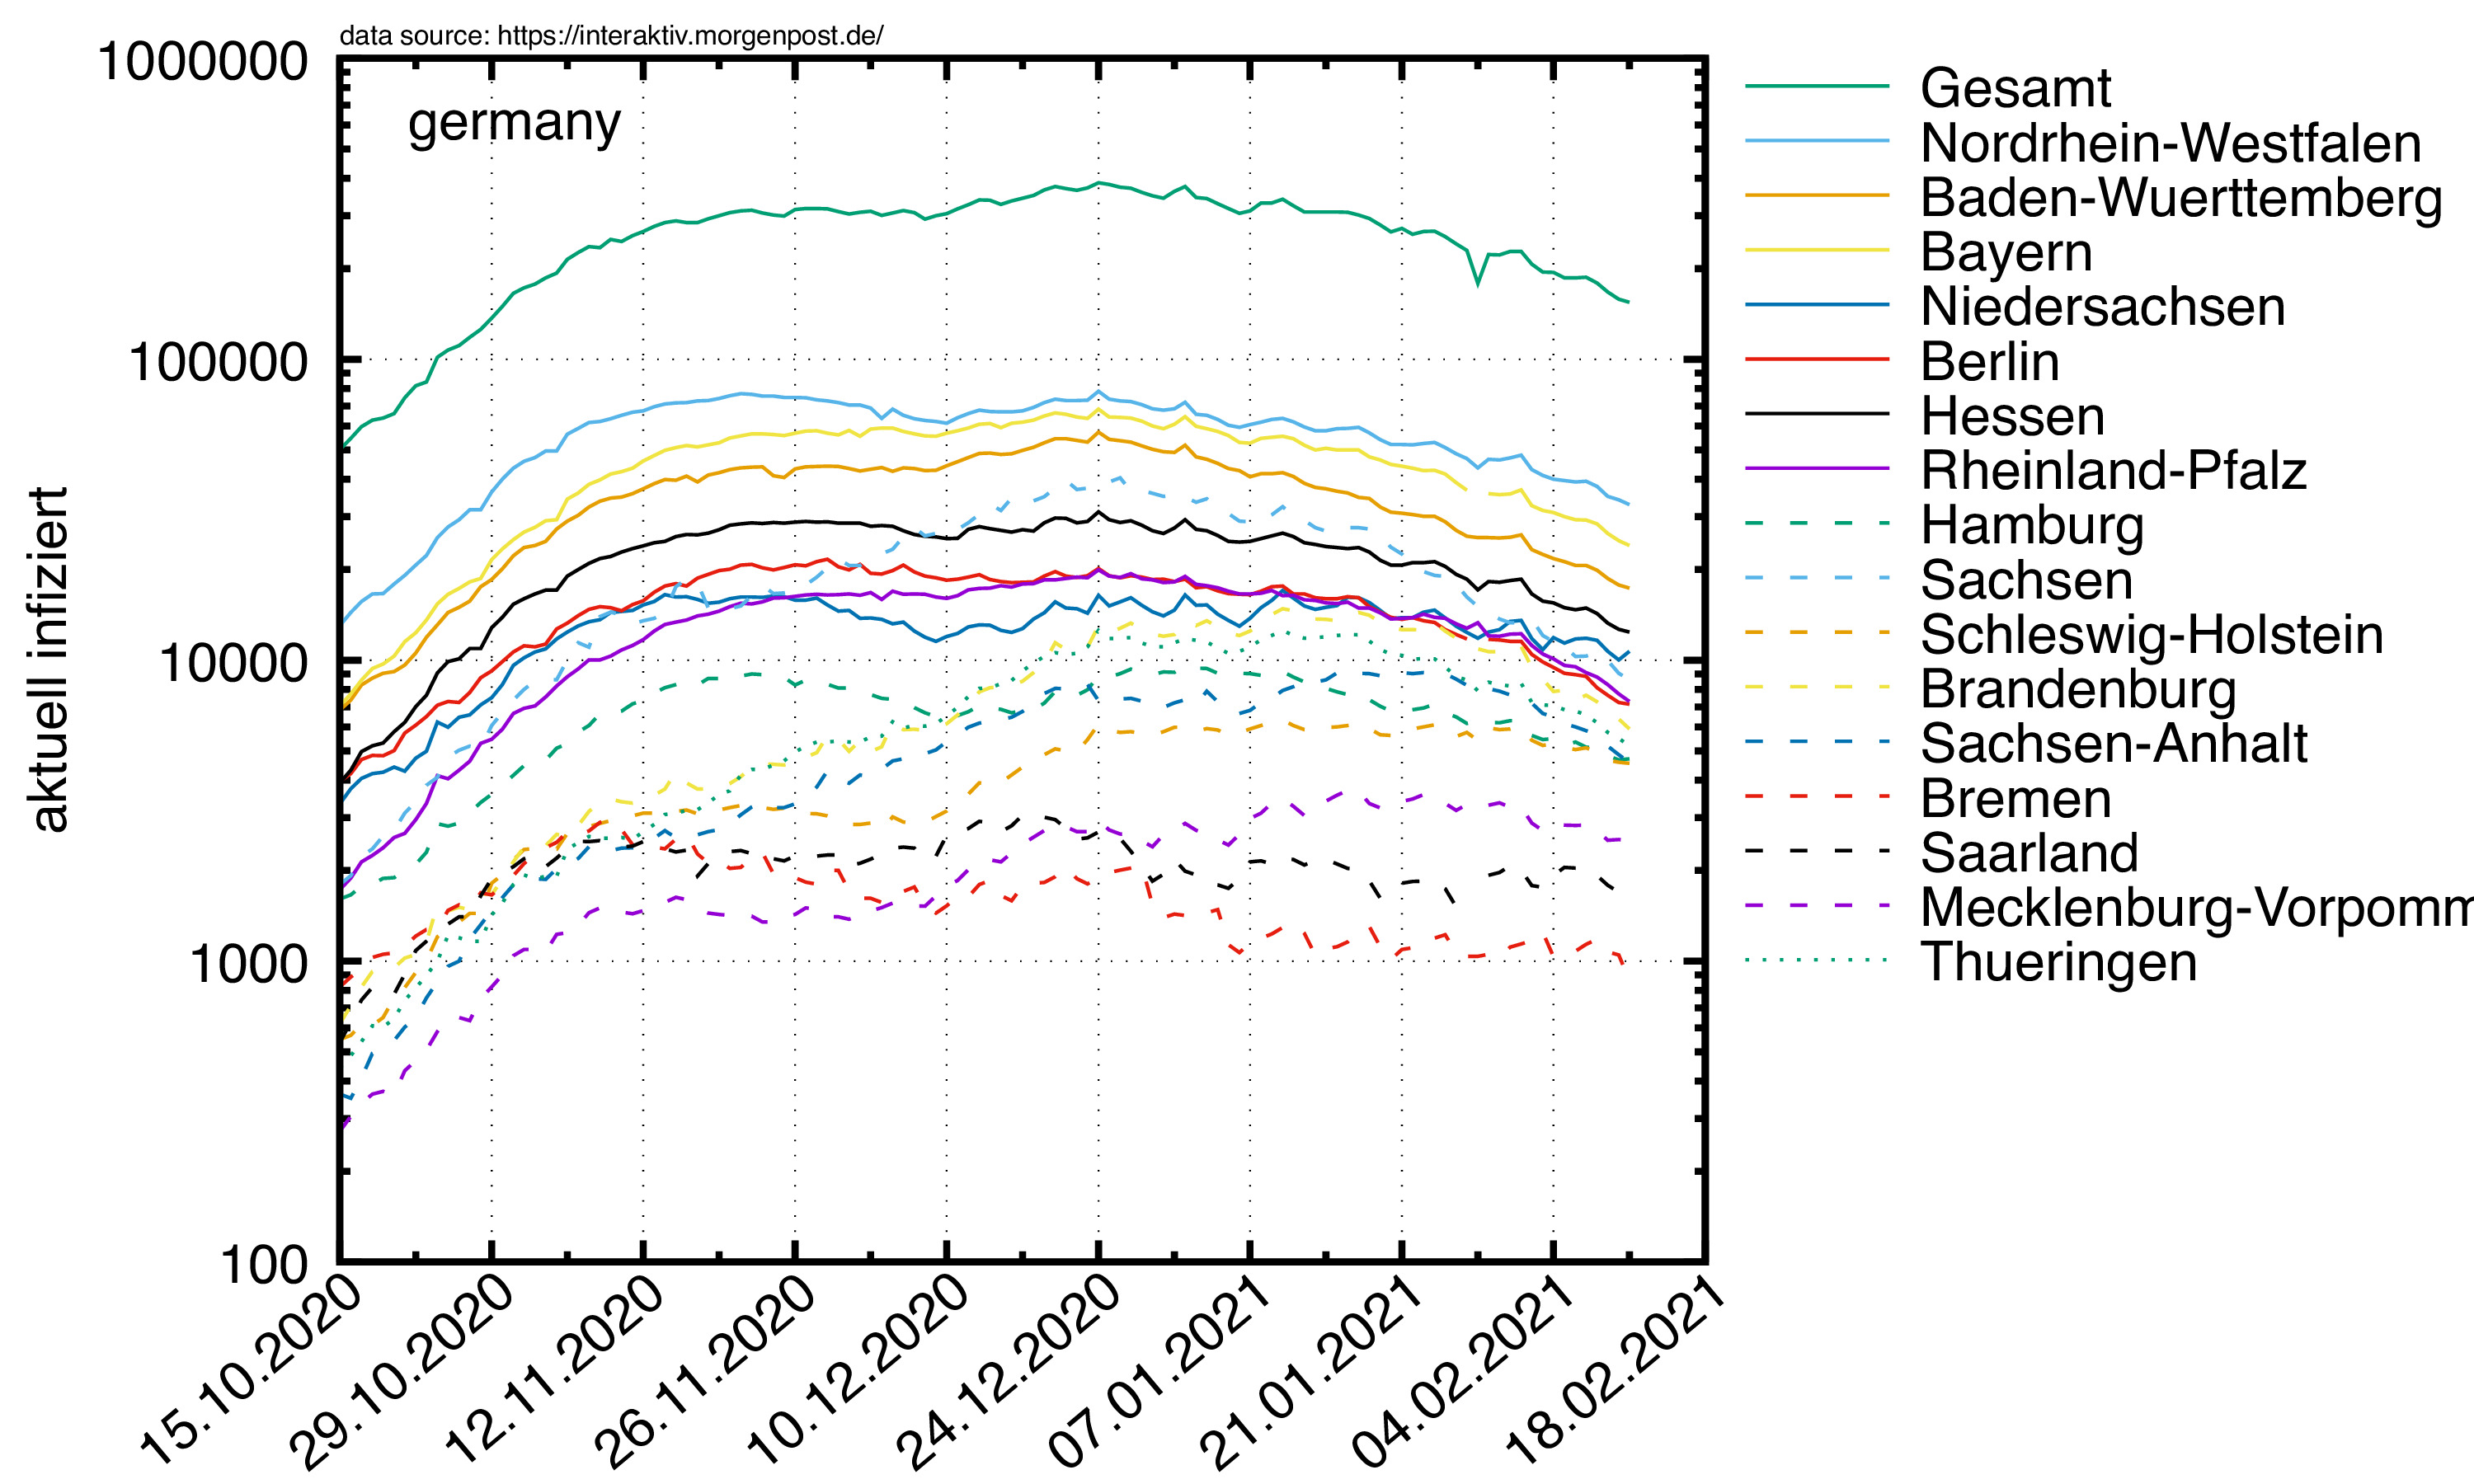 data source: https://interaktiv.morgenpost.de/
germany
aktuell infiziert
1000000
100000
10000
1000
100
15.10.2020
29.10.2020
12.11.2020
26.11.2020
10.12.2020
24.12.2020
07.01.2021
21.01.2021
04.02.2021
18.02.2021
Gesamt
Nordrhein-Westfalen
Baden-Wuerttemberg
Bayern
Niedersachsen
Berlin
Hessen
Rheinland-Pfalz
Hamburg
Sachsen
Schleswig-Holstein
Brandenburg
Sachsen-Anhalt
Bremen
Saarland
Mecklenburg-Vorpomm
Thueringen